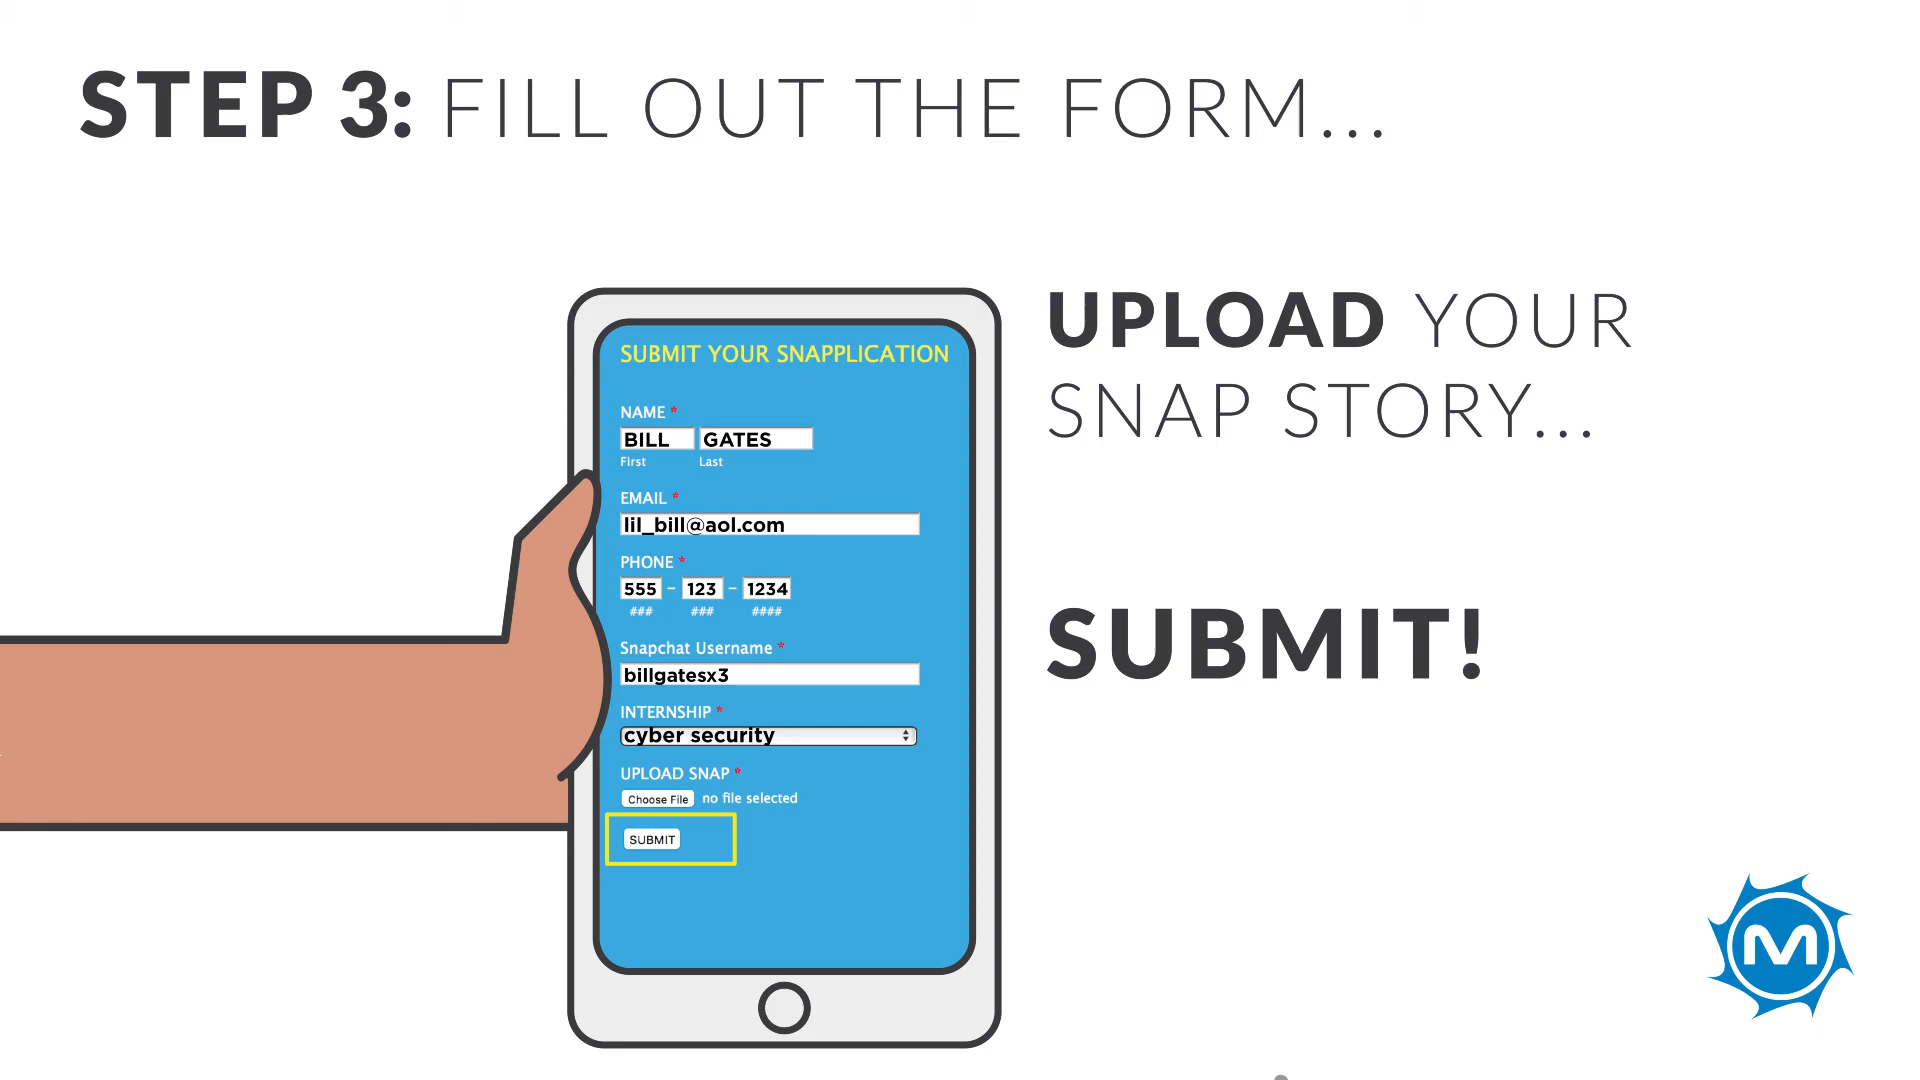 STEP 3: FILL OUT THE FORM...
UPLOAD YOUR
SNAP STORY...
SUBMIT!
SUBMIT YOUR SNAPPLICATION
NAME *
BILL GATES
First Last
EMAIL *
lil_bill@aol.com
PHONE *
555 - 123 - 1234
### ### ####
Snapchat Username *
billgatesx3
INTERNSHIP *
cyber security
UPLOAD SNAP *
Choose File no file selected
SUBMIT
M